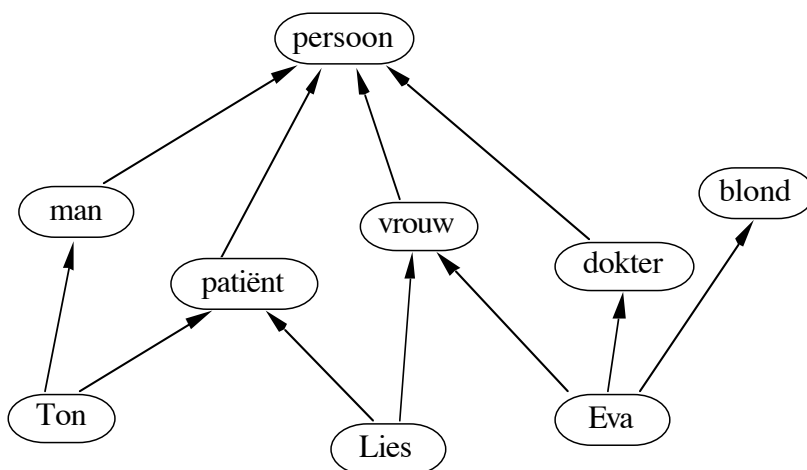 persoon
blond
man
vrouw
dokter
patiënt
Ton
Eva
Lies